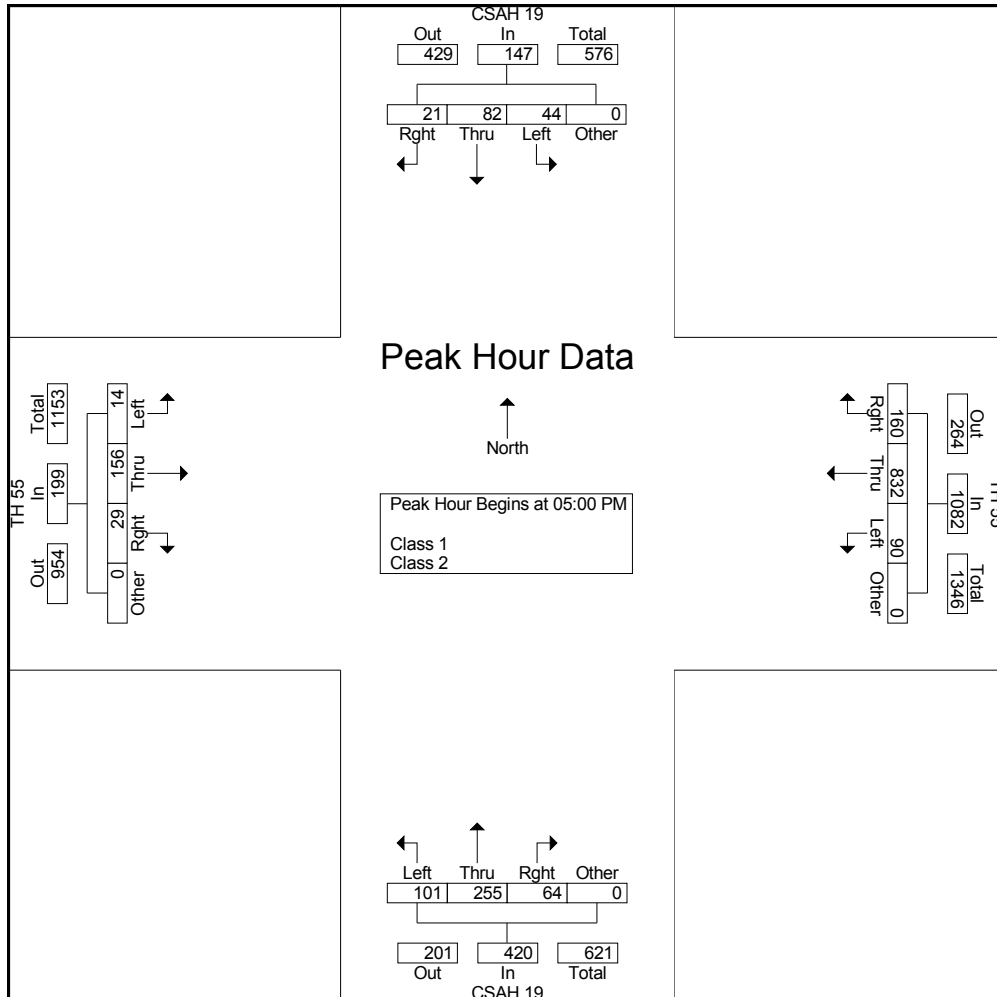 CSAH 19
Out In Total
429 147 576
21 82 44 0
Rght Thru Left Other
Peak Hour Data
North
Peak Hour Begins at 05:00 PM
Class 1
Class 2
TH 55
Total In Out
1153 199 954
14 156 29 0
Left Thru Rght Other
Rght Thru Left Other
160 832 90 0
264 1082 1346
Out In Total
TH 55
Left Thru Rght Other
101 255 64 0
201 420 621
Out In Total
CSAH 19